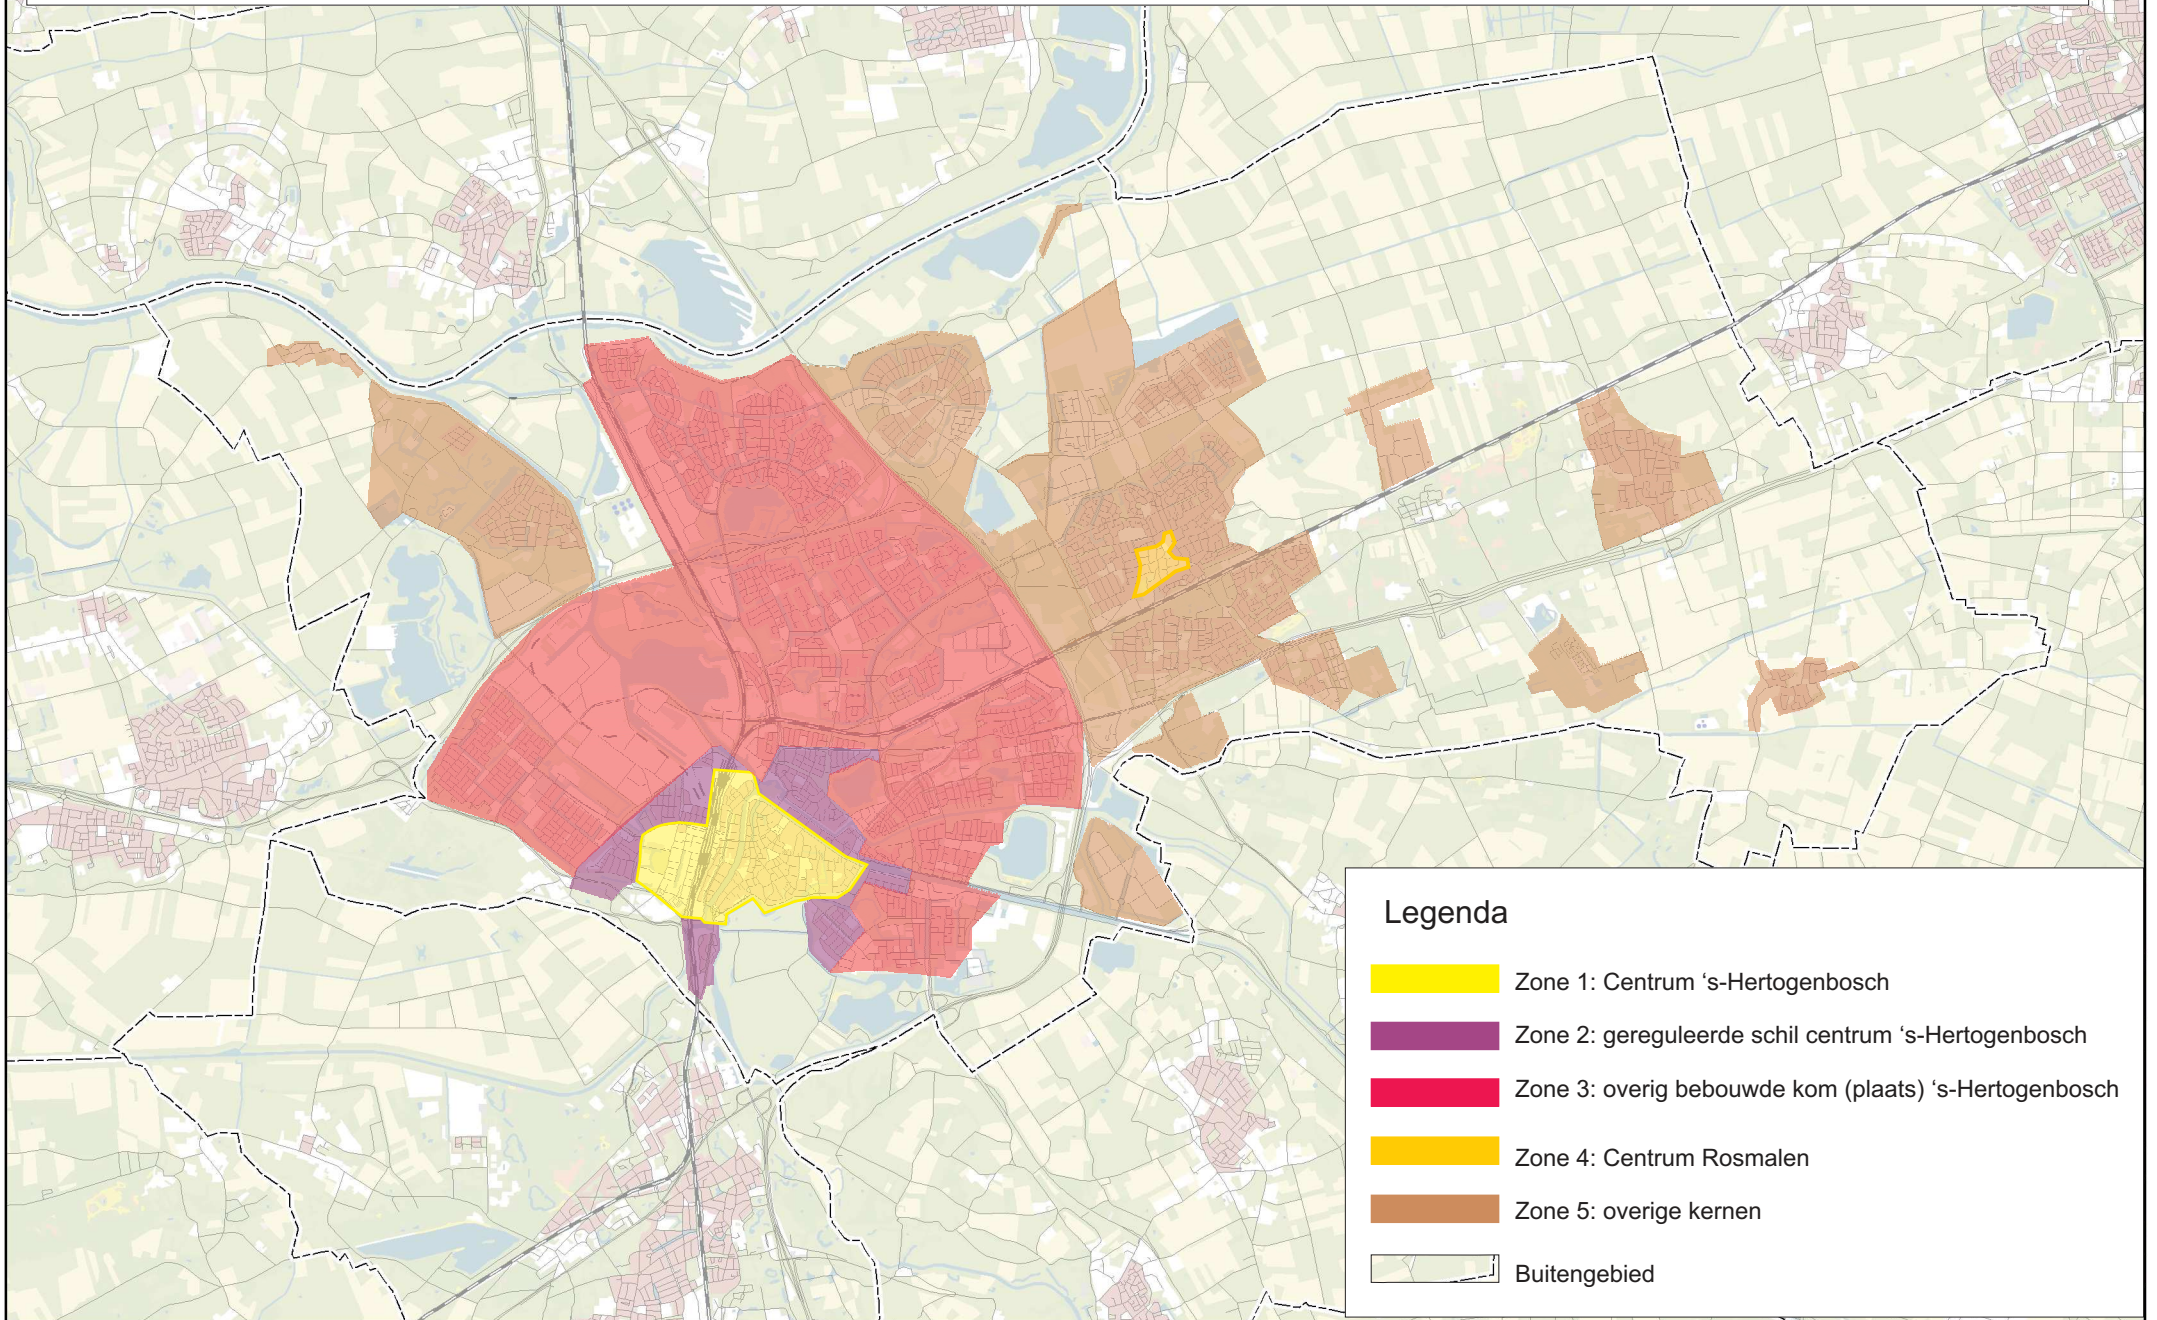 Legenda
Zone 1: Centrum ‘s-Hertogenbosch
Zone 2: gereguleerde schil centrum ‘s-Hertogenbosch
Zone 3: overig bebouwde kom (plaats) ‘s-Hertogenbosch
Zone 4: Centrum Rosmalen
Zone 5: overige kernen
Buitengebied